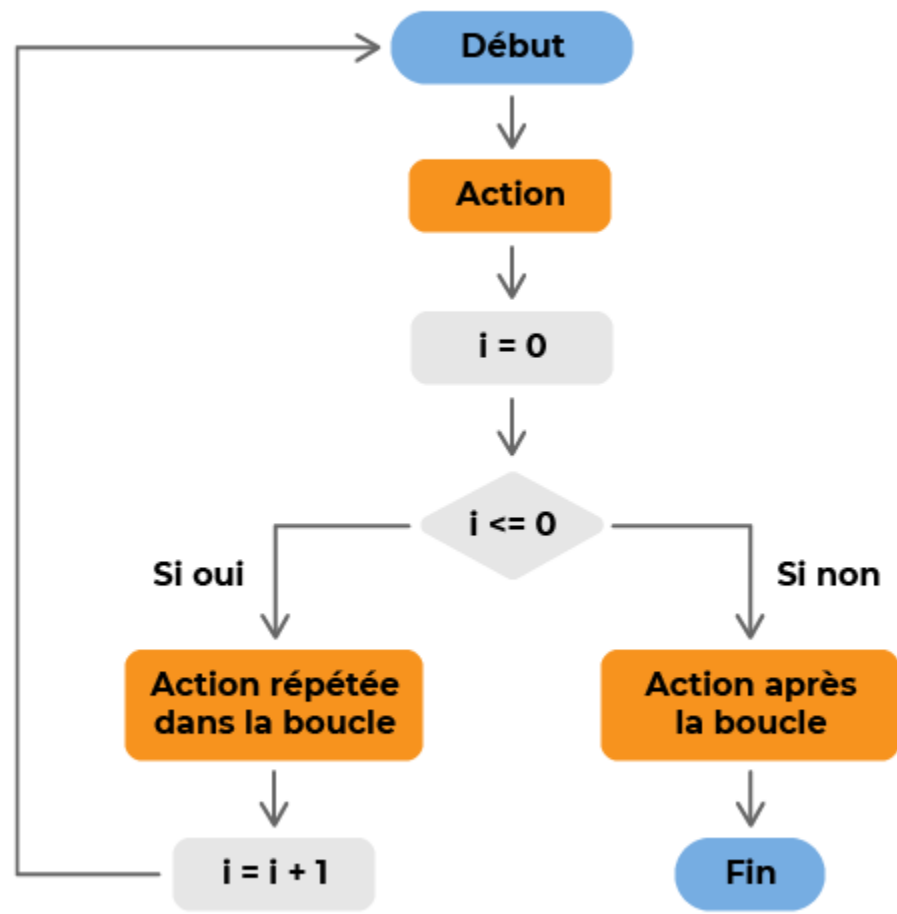 Début
Action
i = 0
i <= 0
Si oui
Si non
Action répétée
dans la boucle
Action après
la boucle
i = i + 1
Fin